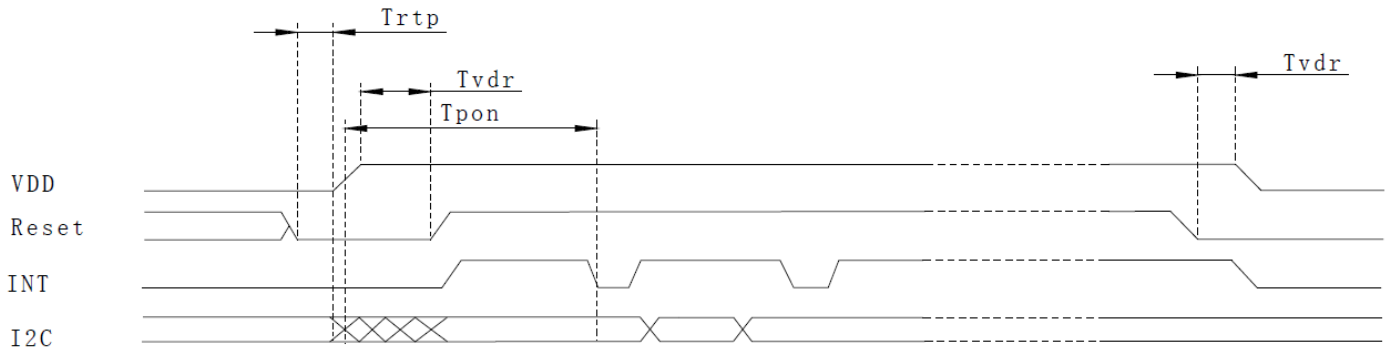 Trtp
Tvdr
Tvdr
Tpon
VDD
Reset
INT
I2C